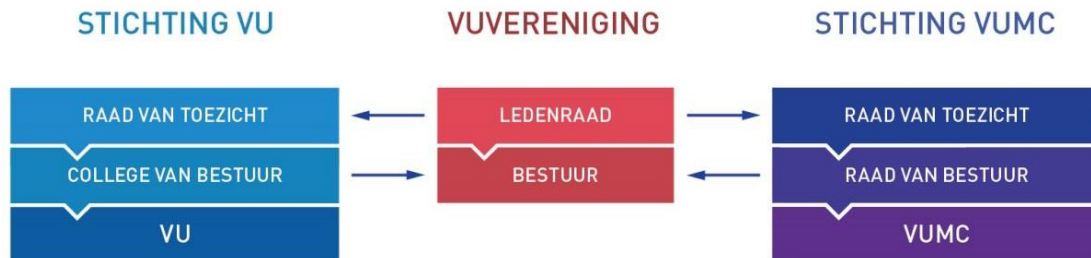 STICHTING VU
VUVERENIGING
STICHTING VUMC
RAAD VAN TOEZICHT
LEDENRAAD
RAAD VAN TOEZICHT
COLLEGE VAN BESTUUR
BESTUUR
RAAD VAN BESTUUR
VU
VUMC